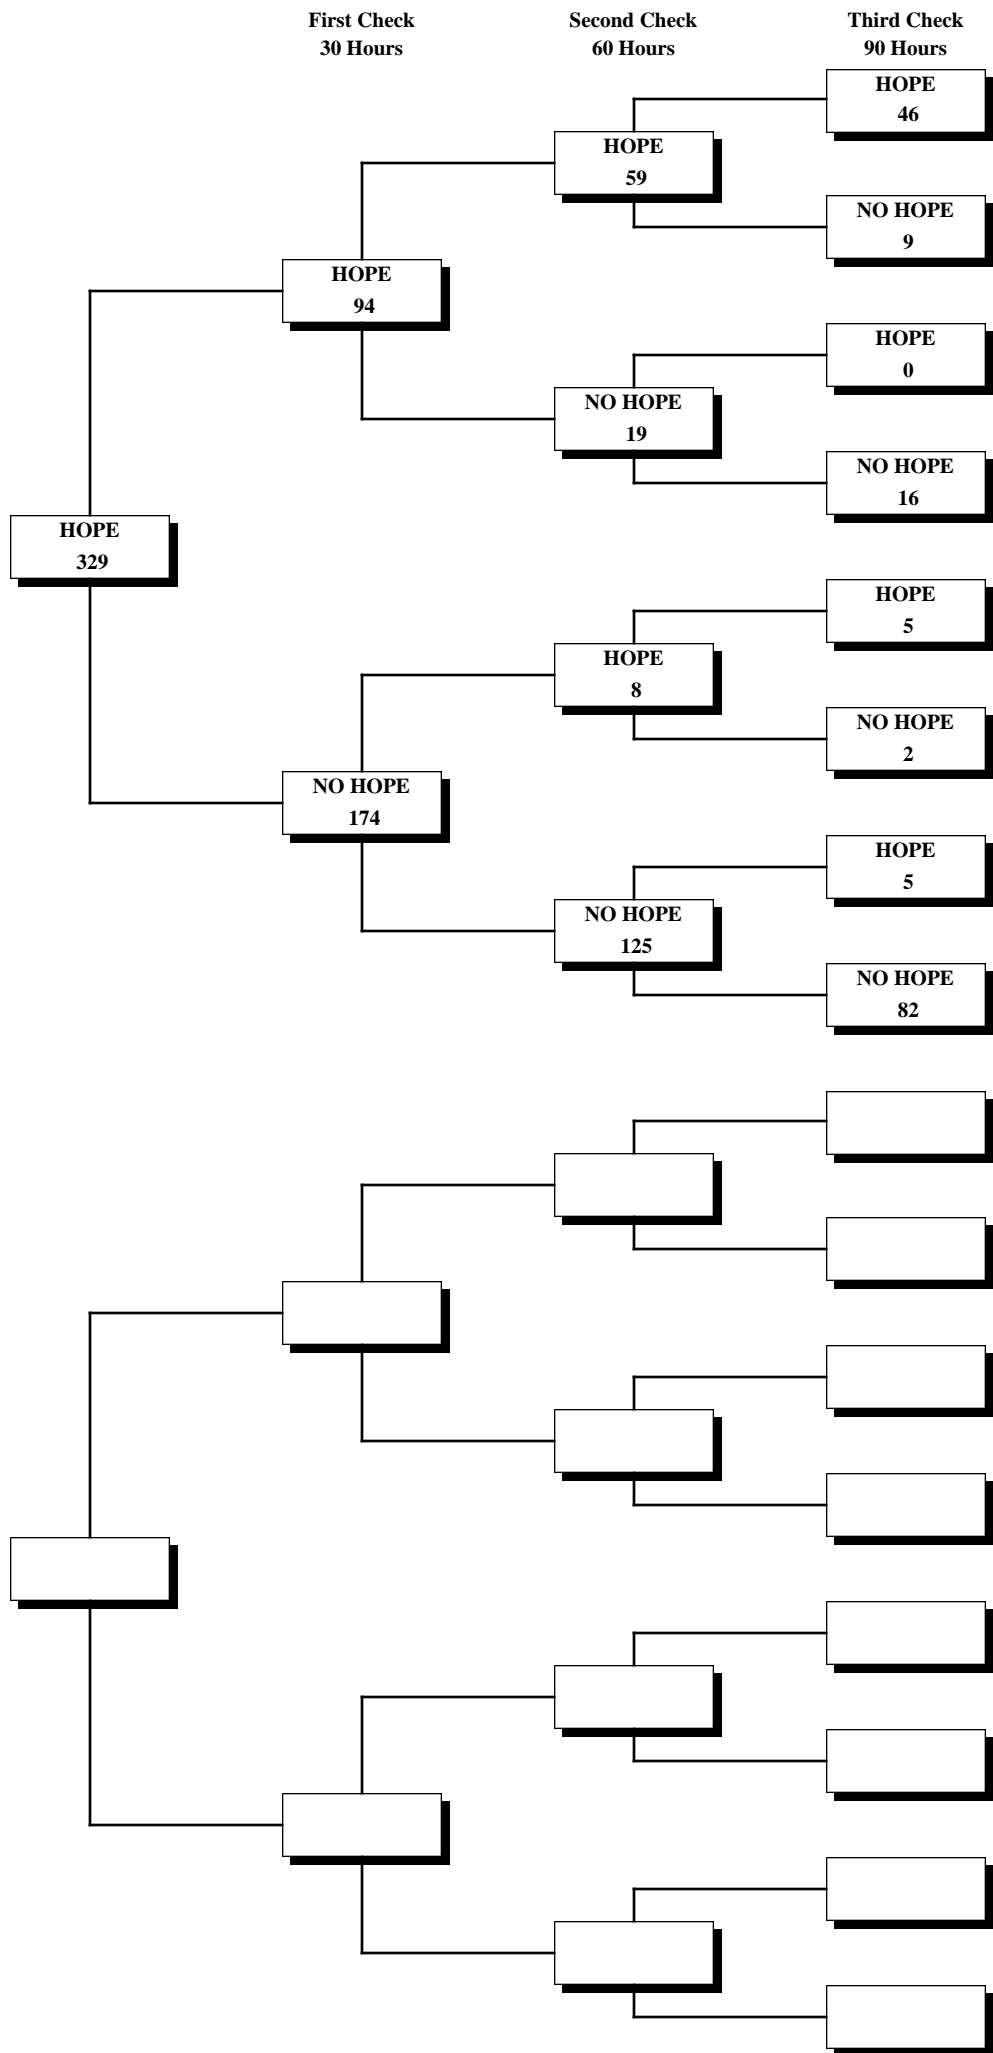 First Check
30 Hours
Second Check
60 Hours
Third Check
90 Hours
HOPE
46
HOPE
59
NO HOPE
9
HOPE
94
HOPE
0
NO HOPE
19
NO HOPE
16
HOPE
329
HOPE
5
HOPE
8
NO HOPE
2
NO HOPE
174
HOPE
5
NO HOPE
125
NO HOPE
82